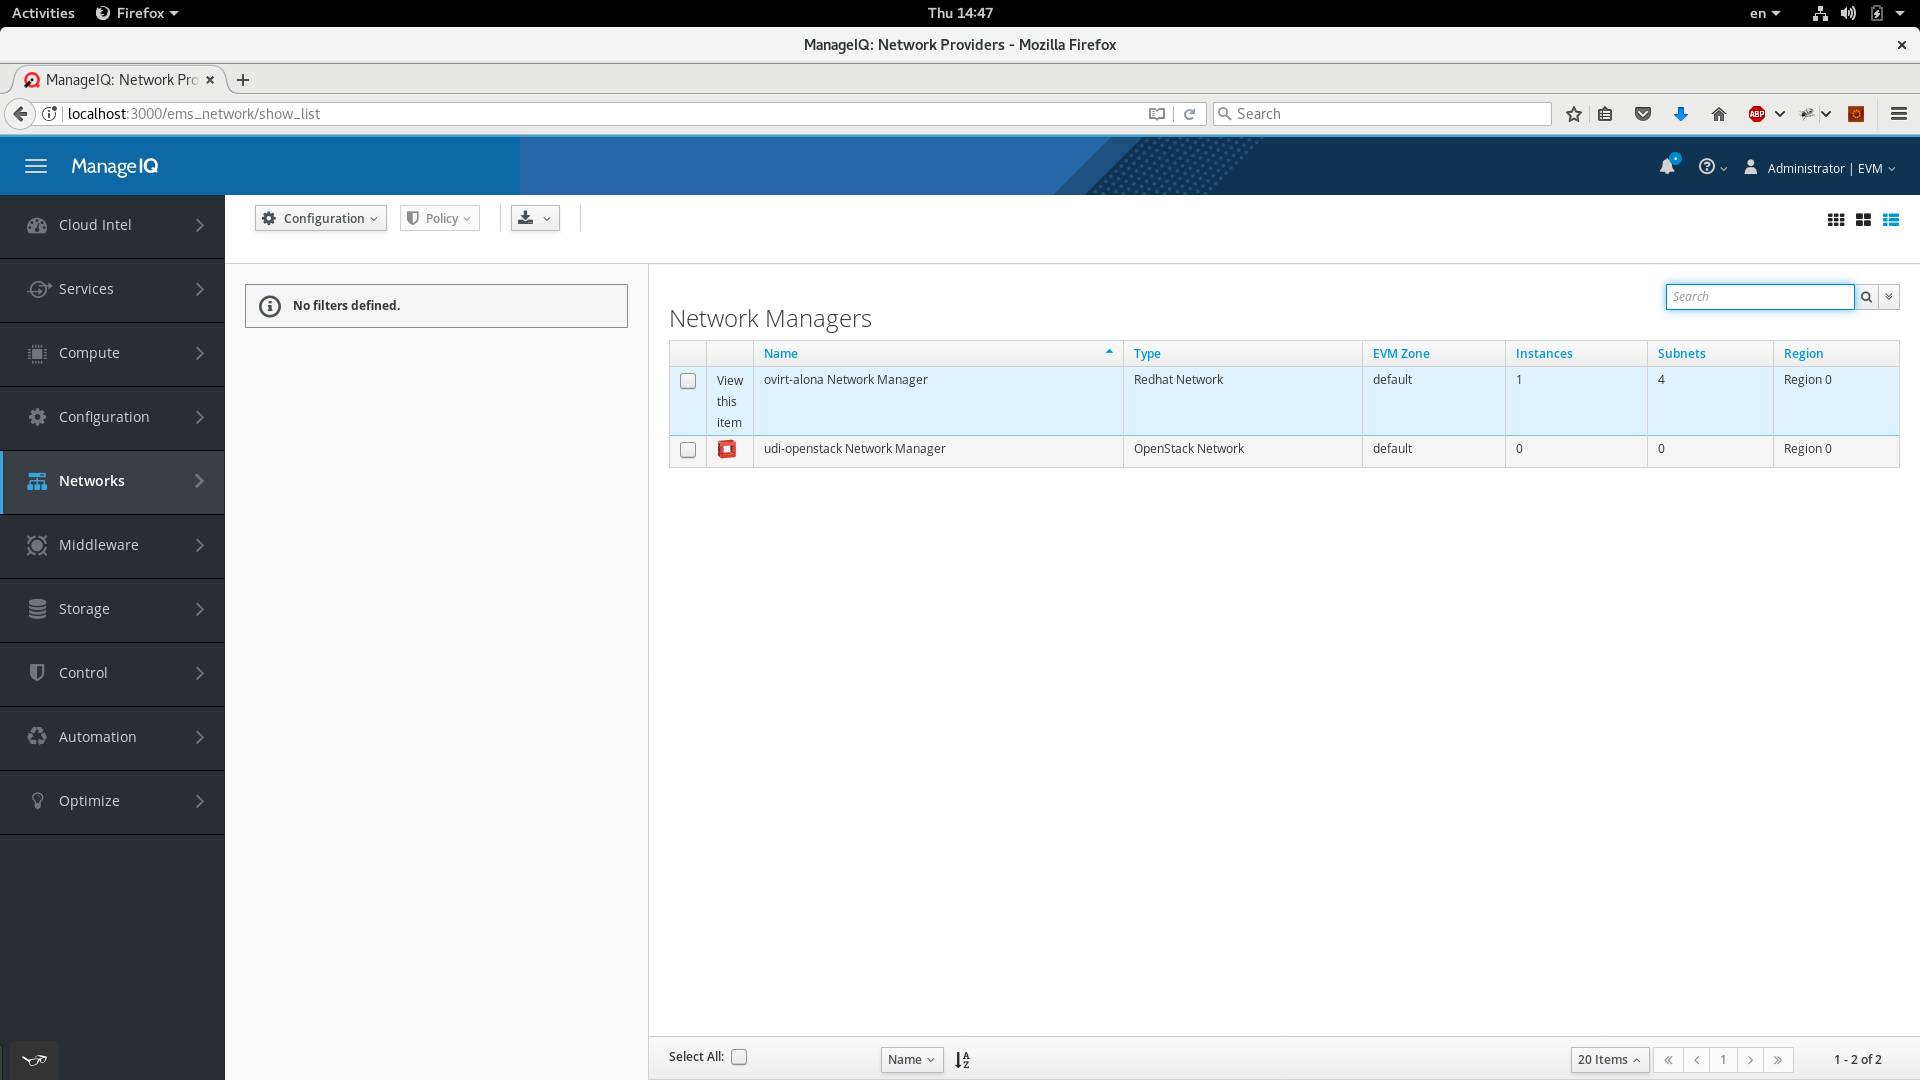 Activities Firefox Thu 14:47 en
ManageIQ: Network Providers - Mozilla Firefox
ManageIQ: Network Pro
localhost:3000/ems_network/show_list Search ABP
ManageIQ Administrator | EVM
Cloud Intel
Services
Compute
Configuration
Networks
Middleware
Storage
Control
Automation
Optimize
Configuration Policy
No filters defined.
Search
Network Managers
Name Type EVM Zone Instances Subnets Region
View this item ovirt-alona Network Manager Redhat Network default 1 4 Region 0
udi-openstack Network Manager OpenStack Network default 0 0 Region 0
Select All: Name A Z 20 Items 1 1 - 2 of 2